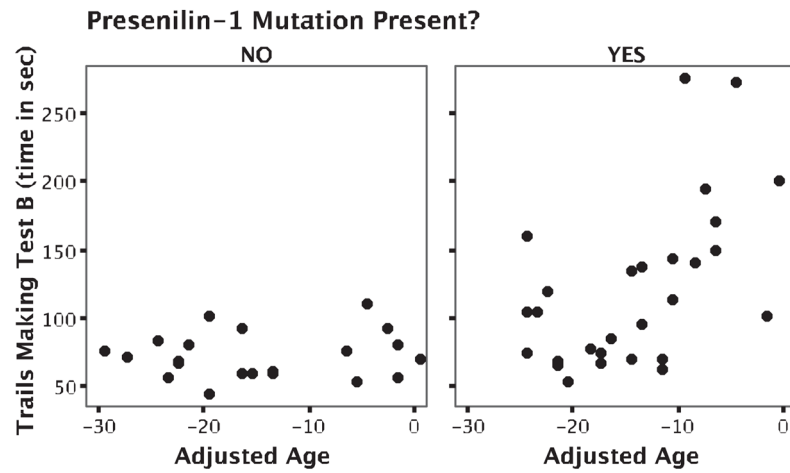 Presenilin-1 Mutation Present?
NO
YES
Trails Making Test B (time in sec)
250
200
150
100
50
-30
-20
-10
0
-30
-20
-10
0
Adjusted Age
Adjusted Age